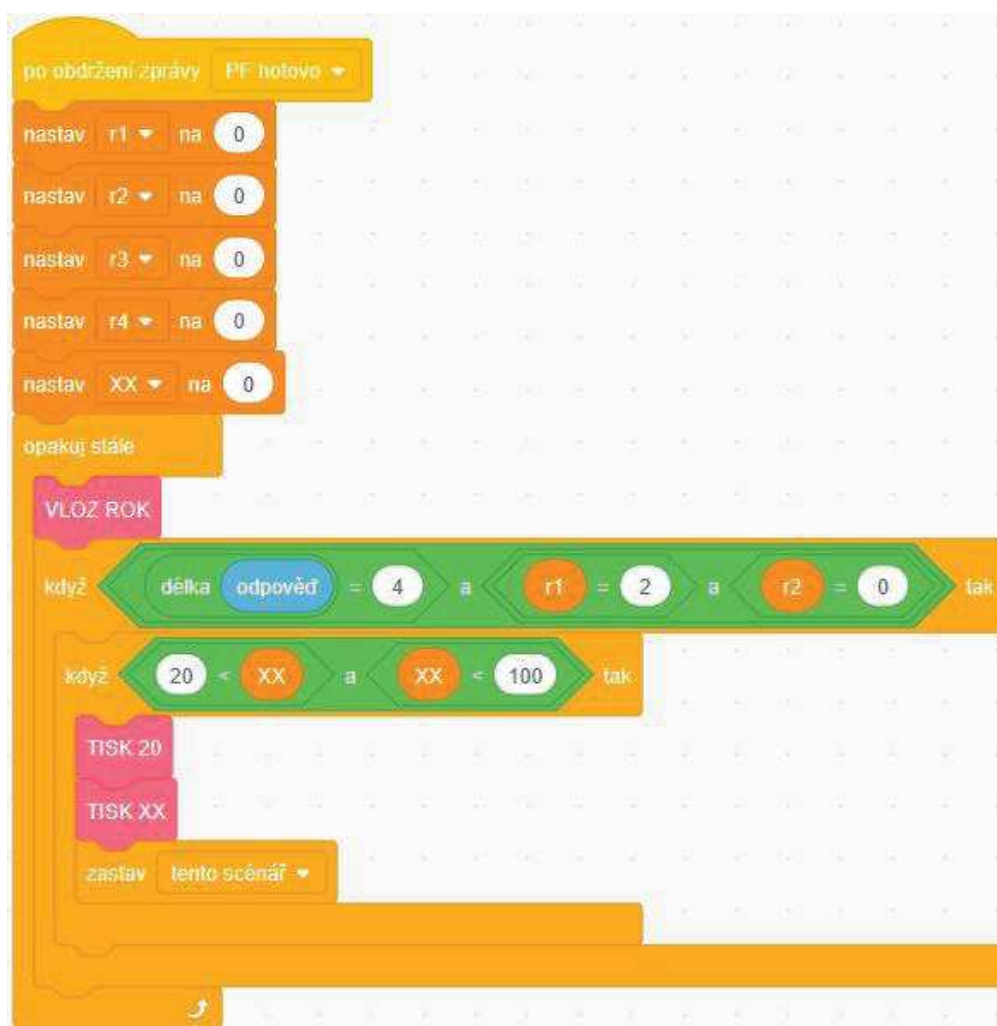 po obdržení zprávy PF hotovo
nastav r1 na 0
nastav r2 na 0
nastav r3 na 0
nastav r4 na 0
nastav XX na 0
opakuj stále
VLOZ ROK
když délka odpověď = 4 a r1 = 2 a r2 = 0 tak
když 20 < XX a XX < 100 tak
TISK 20
TISK XX
zastav tento scénář